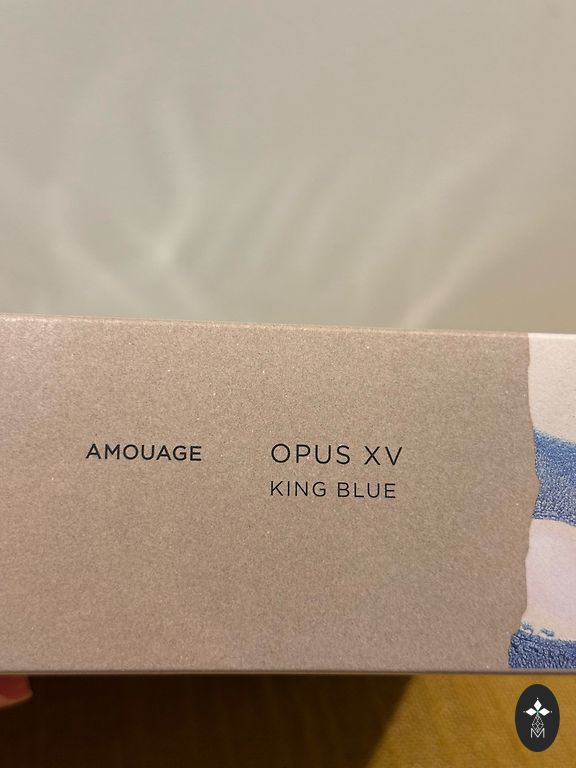 AMOUAGE
OPUS XV
KING BLUE
M